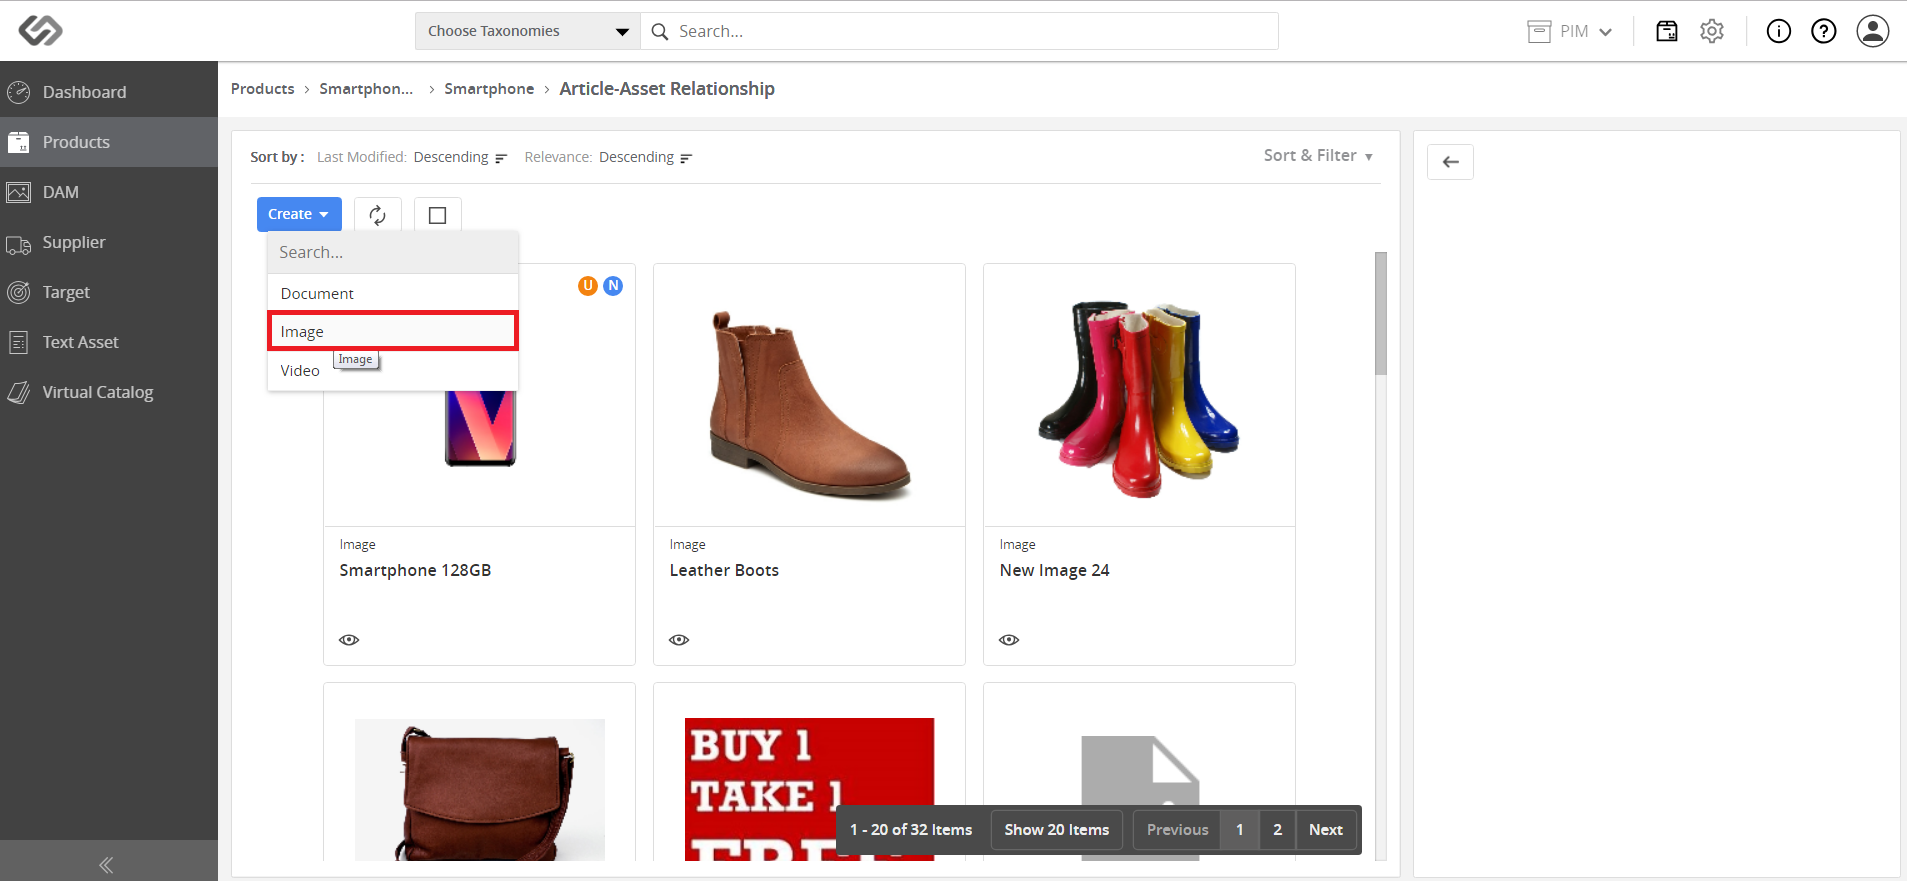 Choose Taxonomies
Search...
PIM
Dashboard
Products
DAM
Supplier
Target
Text Asset
Virtual Catalog
Products › Smartphon... › Smartphone › Article-Asset Relationship
Sort by : Last Modified: Descending Relevance: Descending
Sort & Filter
Create
Search...
Document
Image
Image
Video
U N
Image
Smartphone 128GB
Image
Leather Boots
Image
New Image 24
BUY 1
TAKE 1
FREE
1 - 20 of 32 Items
Show 20 Items
Previous 1 2 Next